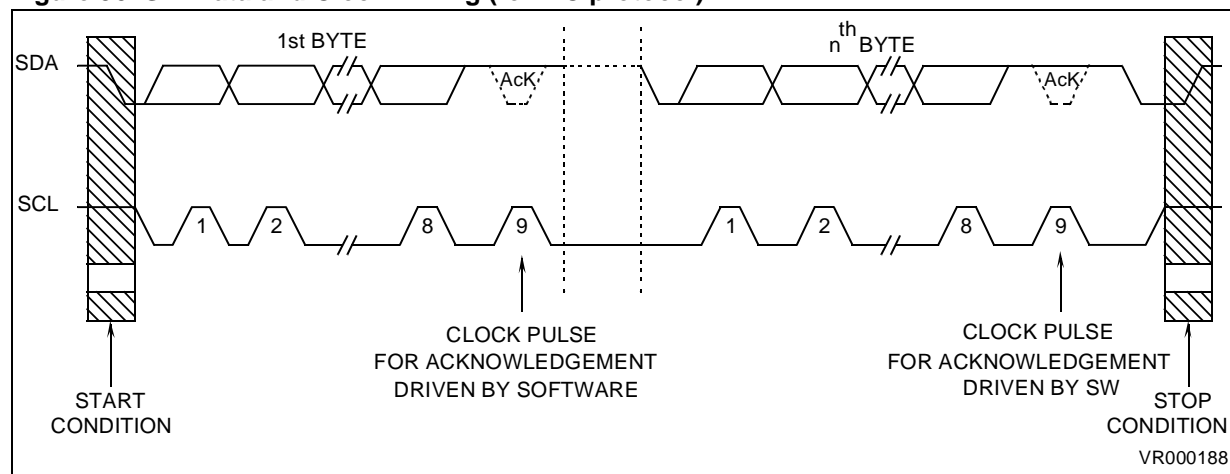 1st BYTE
n th BYTE
SDA
AcK
AcK
SCL
1
2
8
9
1
2
8
9
CLOCK PULSE
FOR ACKNOWLEDGEMENT
DRIVEN BY SOFTWARE
CLOCK PULSE
FOR ACKNOWLEDGEMENT
DRIVEN BY SW
START
CONDITION
STOP
CONDITION
VR000188